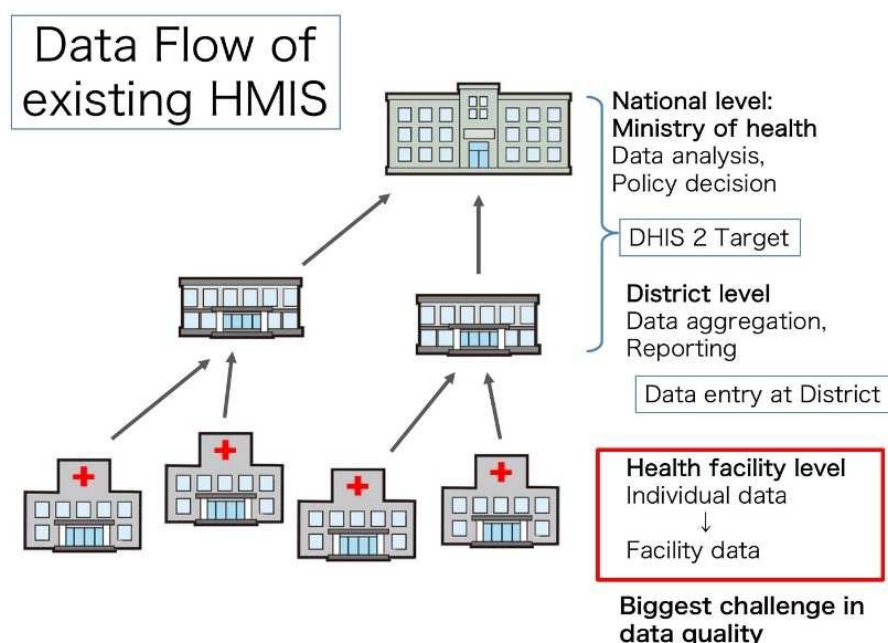 Data Flow of
existing HMIS
National level:
Ministry of health
Data analysis,
Policy decision
DHIS 2 Target
District level
Data aggregation,
Reporting
Data entry at District
Health facility level
Individual data
↓
Facility data
Biggest challenge in
data quality